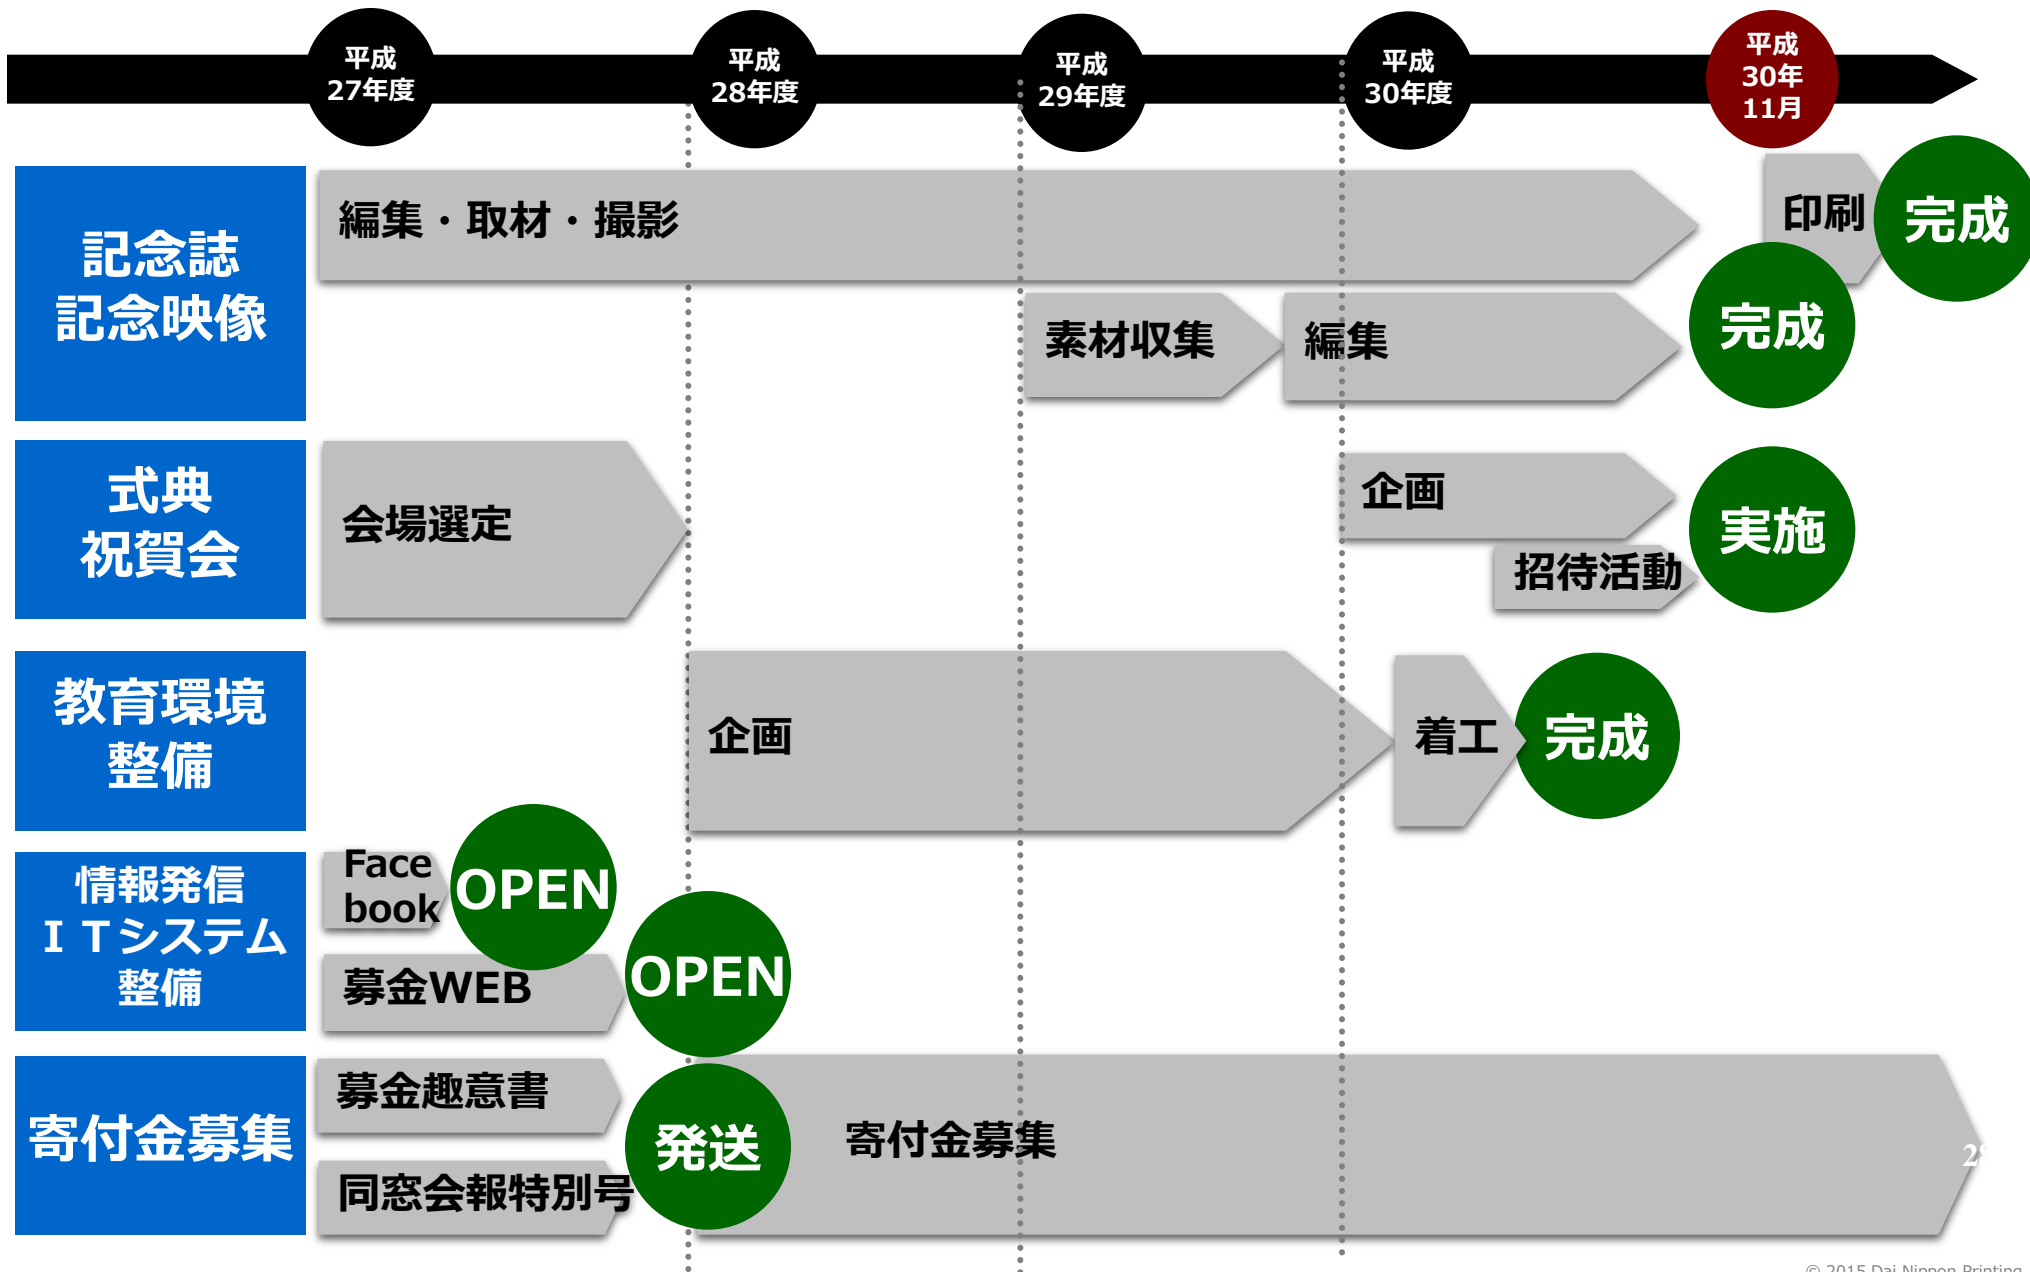 平成
27年度
平成
28年度
平成
29年度
平成
30年度
平成
30年
11月
記念誌
記念映像
編集・取材・撮影
印刷
完成
素材収集
編集
完成
式典
祝賀会
会場選定
企画
招待活動
実施
教育環境
整備
企画
着工
完成
情報発信
ＩＴシステム
整備
Face
book
OPEN
募金WEB
OPEN
寄付金募集
募金趣意書
同窓会報特別号
発送
寄付金募集
28
© 2015 Dai Nippon Printing